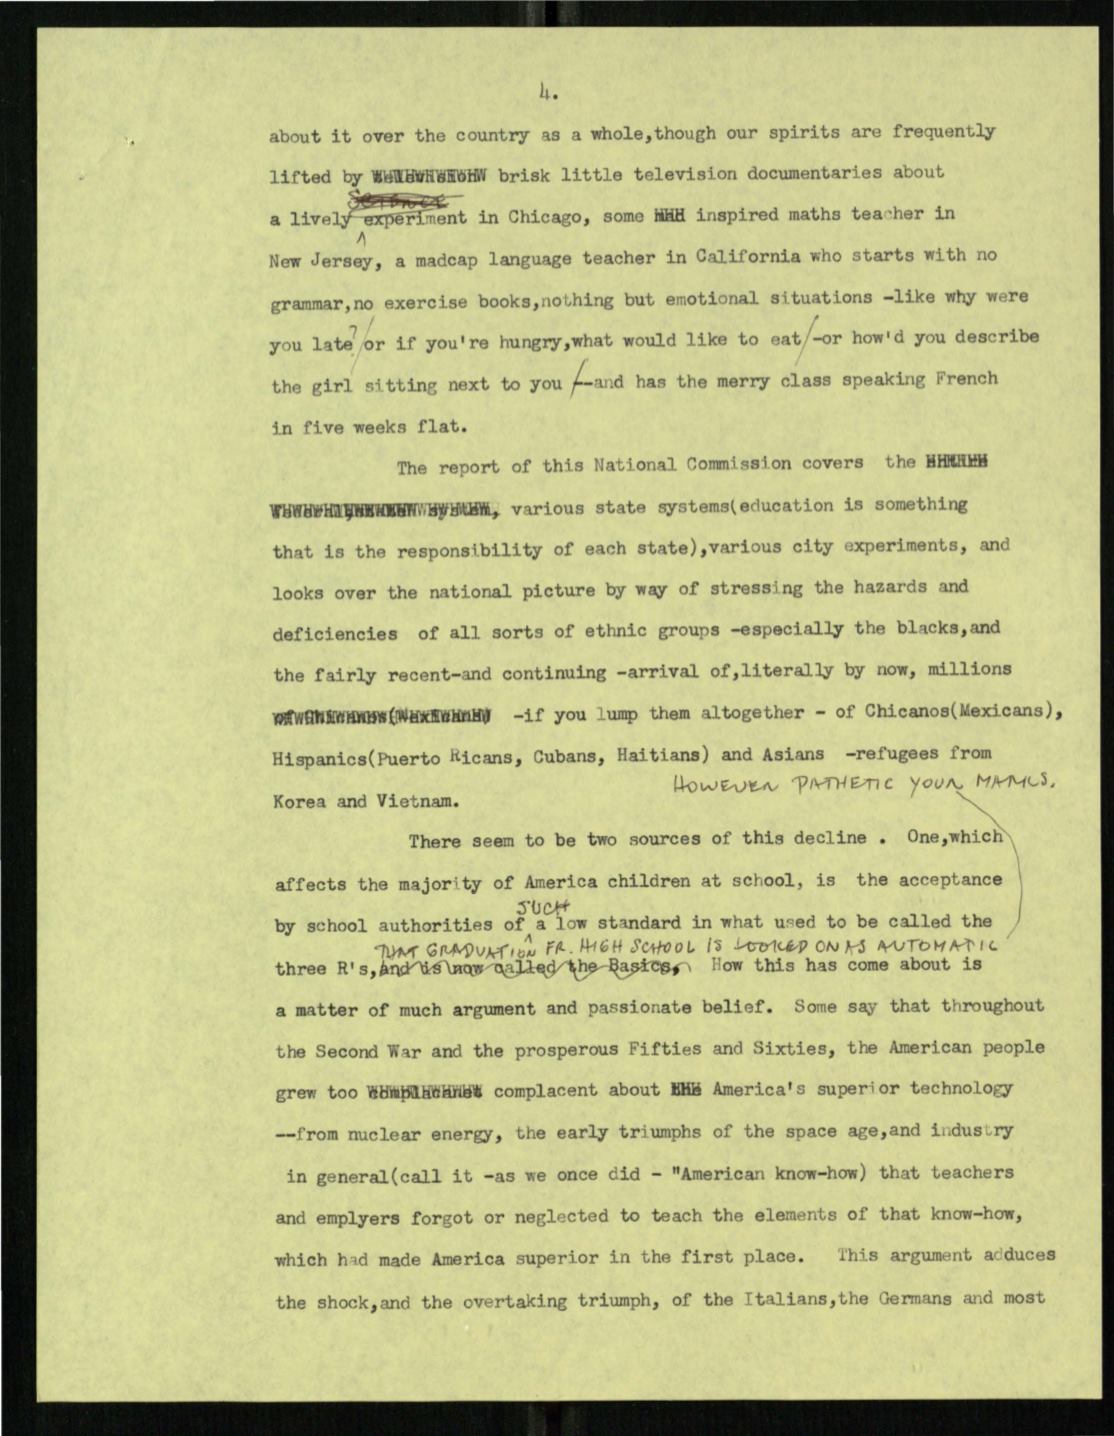 4.
about it over the country as a whole,though our spirits are frequently
lifted by brisk little television documentaries about
Science
a lively experiment in Chicago, some inspired maths teacher in
New Jersey, a madcap language teacher in California who starts with no
grammar,no exercise books,nothing but emotional situations -like why were
you late?/or if you're hungry,what would like to eat/-or how'd you describe
the girl sitting next to you /--and has the merry class speaking French
in five weeks flat.
The report of this National Commission covers the
system, various state systems(education is something
that is the responsibility of each state),various city experiments, and
looks over the national picture by way of stressing the hazards and
deficiencies of all sorts of ethnic groups -especially the blacks,and
the fairly recent-and continuing -arrival of,literally by now, millions
of Chicanos(Mexicans) -if you lump them altogether - of Chicanos(Mexicans),
Hispanics(Puerto Ricans, Cubans, Haitians) and Asians -refugees from
HOWEVER PATHETIC YOUR MARKS.
Korea and Vietnam.
There seem to be two sources of this decline . One,which
affects the majority of America children at school, is the acceptance
SUCH
by school authorities of a low standard in what used to be called the
THAT GRADUATION FR. HIGH SCHOOL IS LOOKED ON AS AUTOMATIC
three R's,and is now called the Basics. How this has come about is
a matter of much argument and passionate belief. Some say that throughout
the Second War and the prosperous Fifties and Sixties, the American people
grew too complacent about the America's superior technology
--from nuclear energy, the early triumphs of the space age,and industry
in general(call it -as we once did - "American know-how) that teachers
and emplyers forgot or neglected to teach the elements of that know-how,
which had made America superior in the first place. This argument adduces
the shock,and the overtaking triumph, of the Italians,the Germans and most